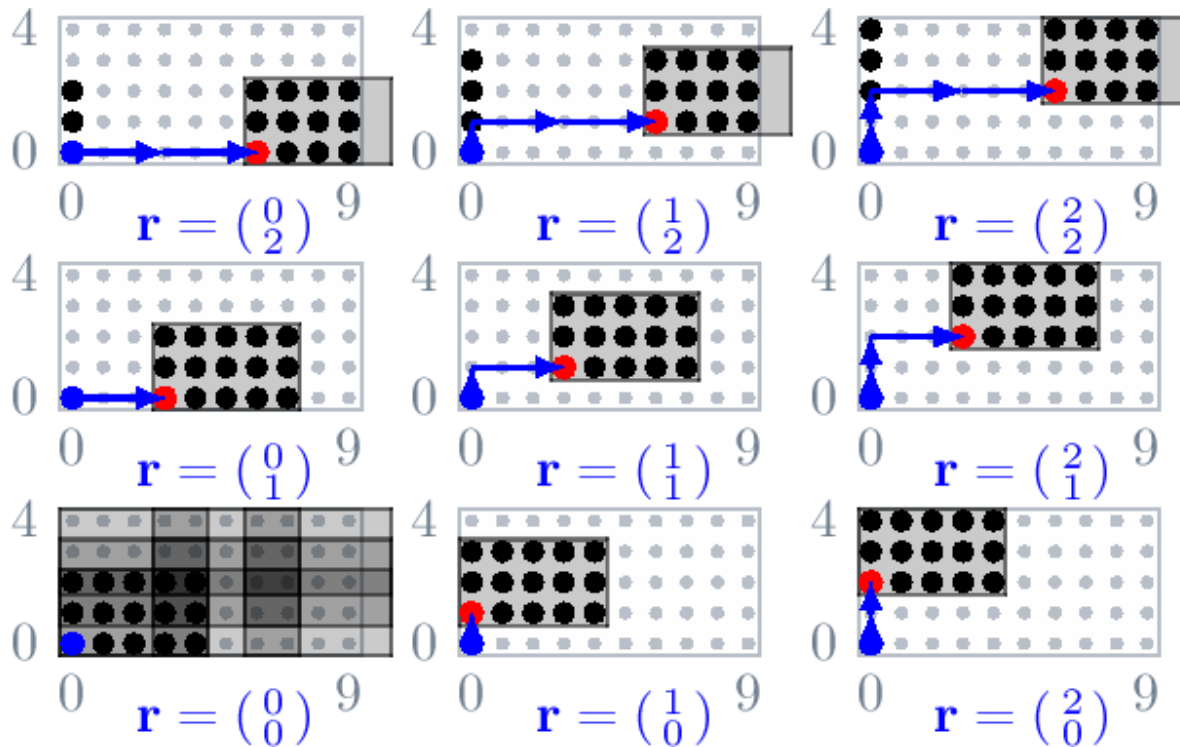 4 4 4
0 0 0
0 9 0 9 0 9
r = (0 2) r = (1 2) r = (2 2)
4 4 4
0 0 0
0 9 0 9 0 9
r = (0 1) r = (1 1) r = (2 1)
4 4 4
0 0 0
0 9 0 9 0 9
r = (0 0) r = (1 0) r = (2 0)